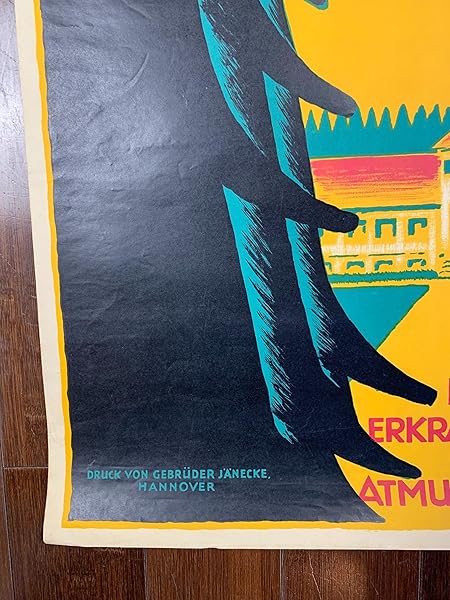 ERKRA
ATMU
DRUCK VON GEBRÜDER JÄNECKE,
HANNOVER